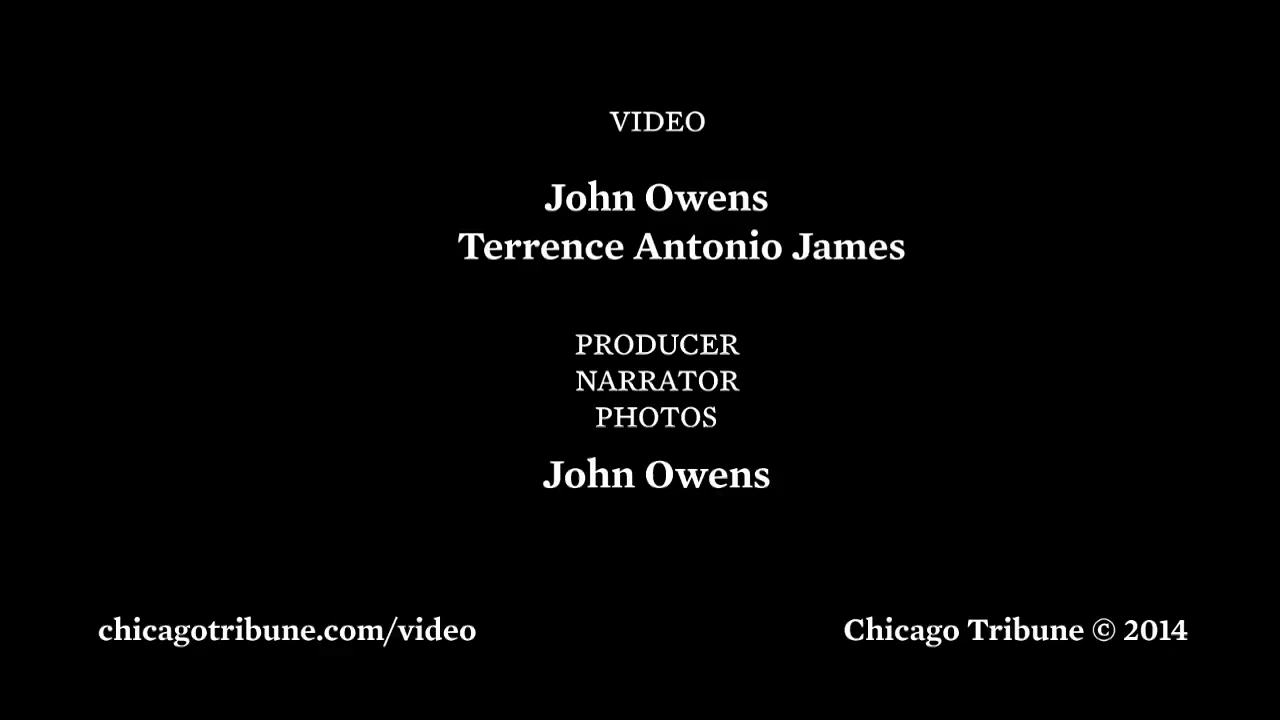 VIDEO
John Owens
Terrence Antonio James
PRODUCER
NARRATOR
PHOTOS
John Owens
chicagotribune.com/video
Chicago Tribune © 2014